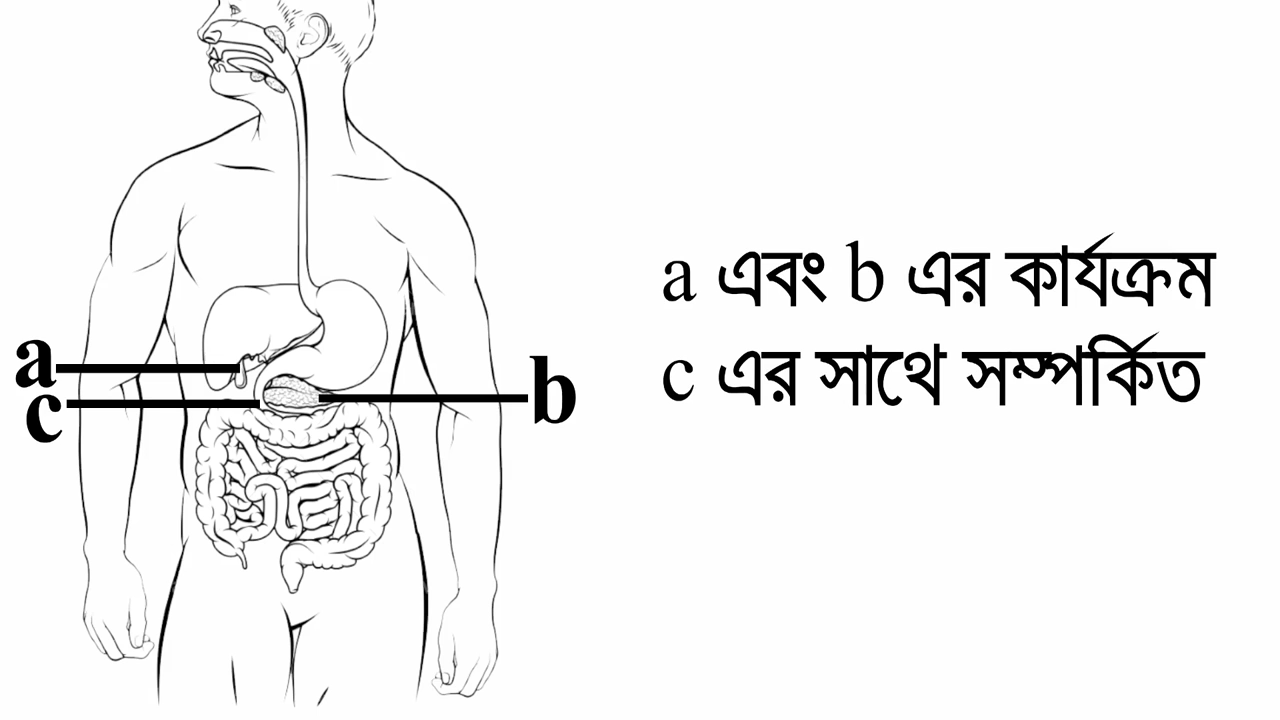 a
c
b
a এবং b এর কার্যক্রম
c এর সাথে সম্পর্কিত